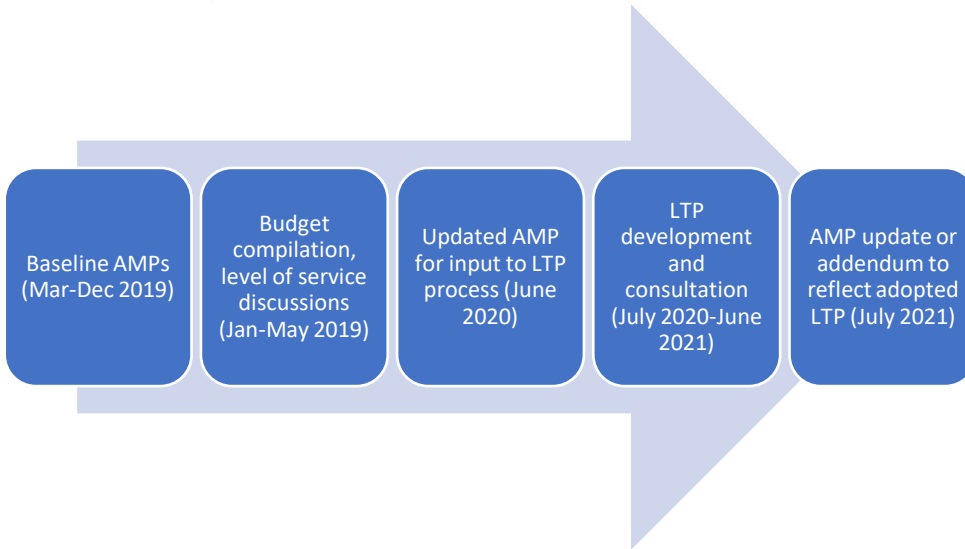 Baseline AMPs
(Mar-Dec 2019)
Budget
compilation,
level of service
discussions
(Jan-May 2019)
Updated AMP
for input to LTP
process (June
2020)
LTP
development
and
consultation
(July 2020-June
2021)
AMP update or
addendum to
reflect adopted
LTP (July 2021)